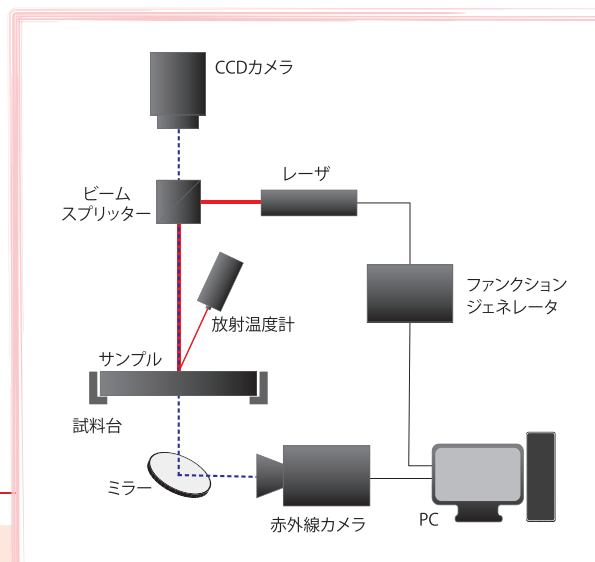 CCDカメラ
レーザ
ビーム
スプリッター
ファンクション
ジェネレータ
放射温度計
サンプル
試料台
ミラー
赤外線カメラ
PC